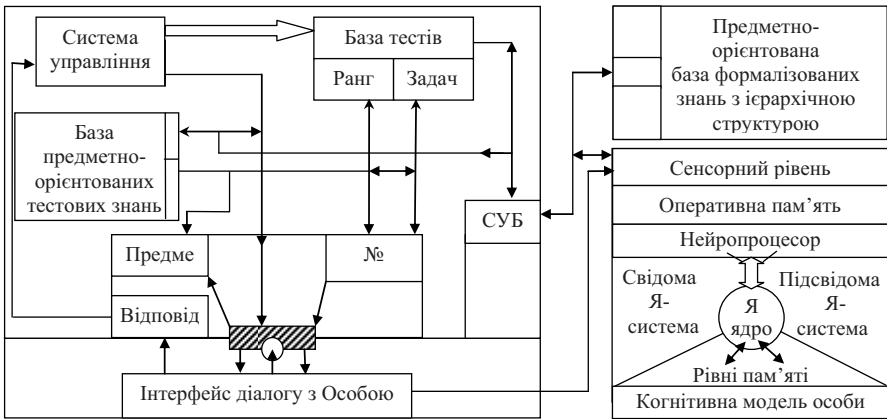 Система
управління
База тестів
Ранг
Задач
База
предметно-
орієнтованих
тестових знань
СУБ
Предме
№
Відповід
Інтерфейс діалогу з Особою
Предметно-
орієнтована
база формалізованих
знань з ієрархічною
структурою
Сенсорний рівень
Оперативна пам’ять
Нейропроцесор
Свідома
Я-
система
Підсвідома
Я-
система
Я
ядро
Рівні пам’яті
Когнітивна модель особи